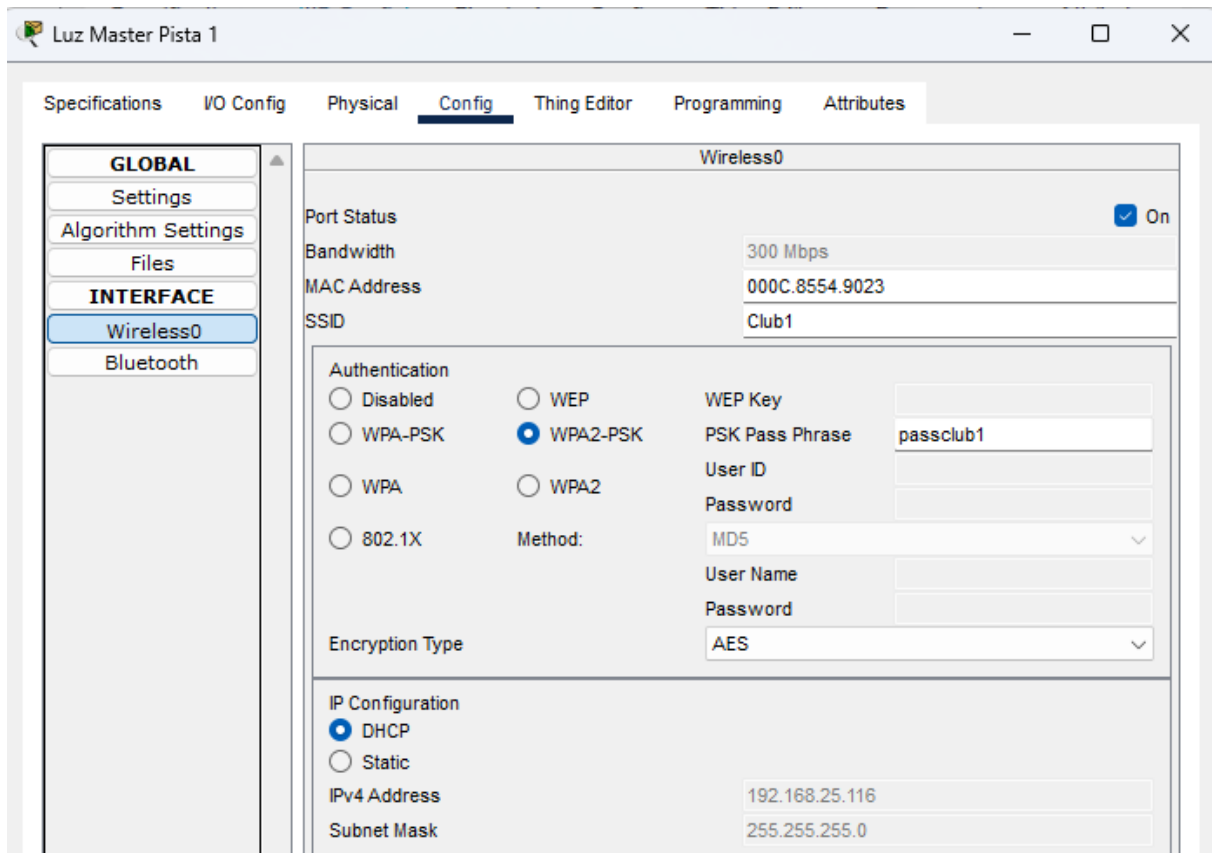 Luz Master Pista 1
Specifications I/O Config Physical Config Thing Editor Programming Attributes
GLOBAL
Settings
Algorithm Settings
Files
INTERFACE
Wireless0
Bluetooth
Wireless0
Port Status On
Bandwidth 300 Mbps
MAC Address 000C.8554.9023
SSID Club1
Authentication
Disabled WEP WEP Key
WPA-PSK WPA2-PSK PSK Pass Phrase passclub1
User ID
WPA WPA2
Password
802.1X Method: MD5
User Name
Password
Encryption Type AES
IP Configuration
DHCP
Static
IPv4 Address 192.168.25.116
Subnet Mask 255.255.255.0